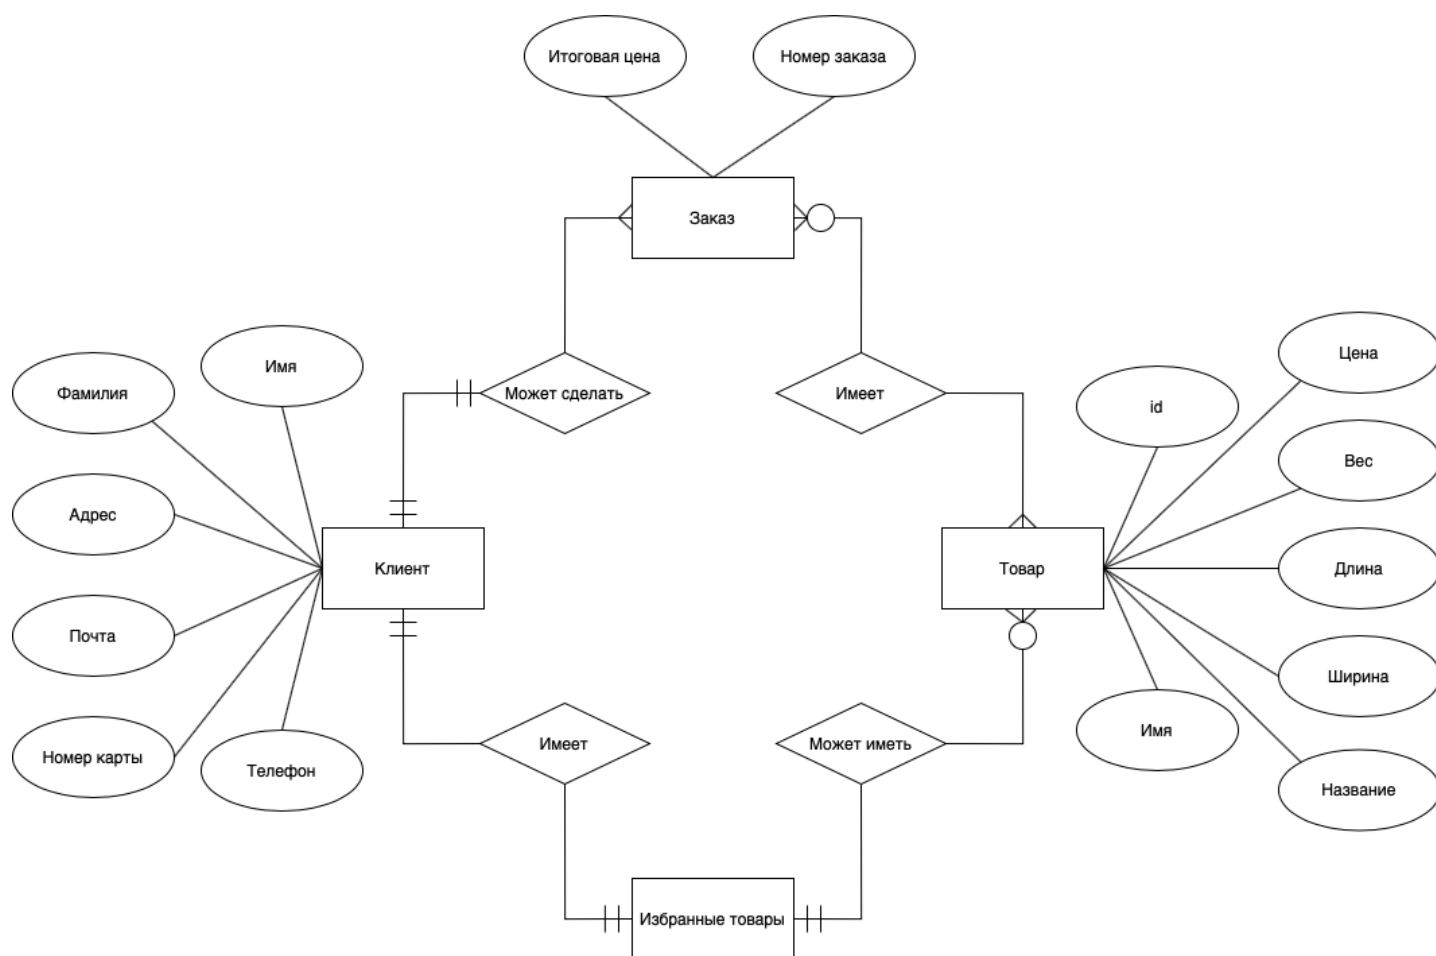 Итоговая цена
Номер заказа
Заказ
Имя
Фамилия
Может сделать
Имеет
Цена
id
Вес
Адрес
Клиент
Товар
Длина
Почта
Ширина
Номер карты
Телефон
Имеет
Может иметь
Имя
Название
Избранные товары